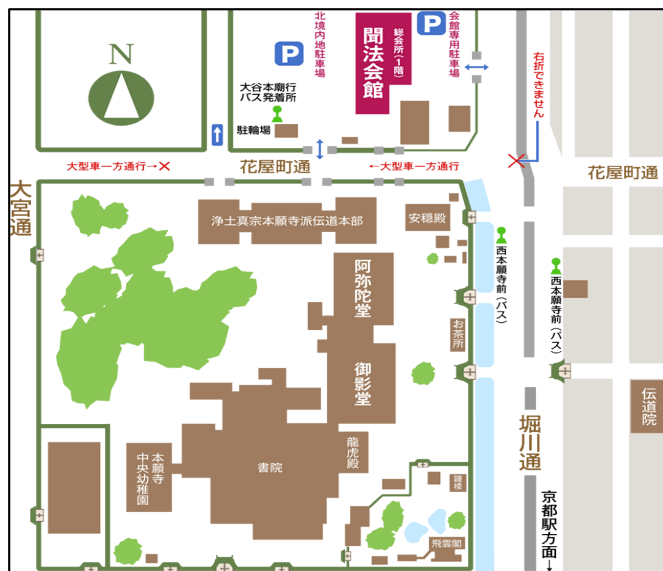 N
P
北境内地駐車場
聞法会館
総会所(1階)
P
会館専用駐車場
右折できません
大谷本廟行
バス発着所
駐輪場
大型車一方通行→×
花屋町通
←大型車一方通行
花屋町通
大宮通
浄土真宗本願寺派伝道本部
安穏殿
西本願寺前(バス)
西本願寺前(バス)
阿弥陀堂
お茶所
御影堂
伝道院
堀川通
本願寺
中央幼稚園
書院
龍虎殿
鐘楼
飛雲閣
京都駅方面→